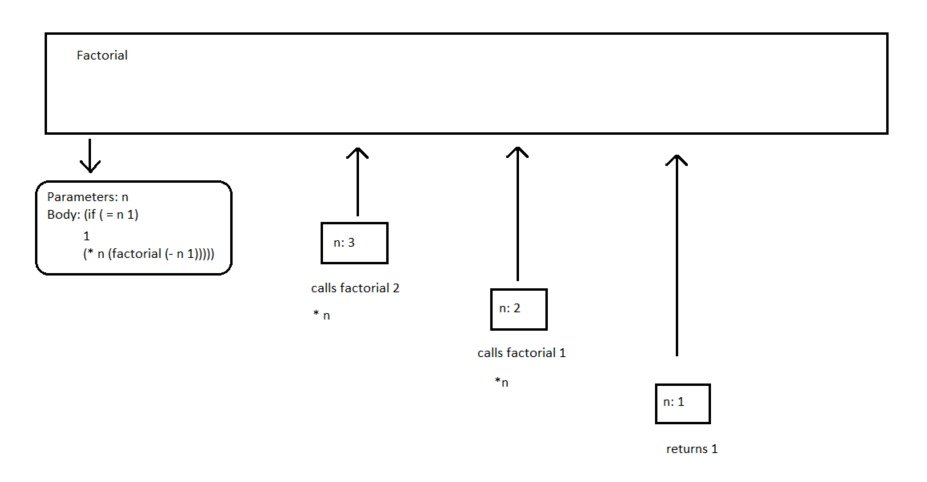 Factorial
Parameters: n
Body: (if ( = n 1)
1
(* n (factorial (- n 1)))))
n: 3
calls factorial 2
* n
n: 2
calls factorial 1
*n
n: 1
returns 1